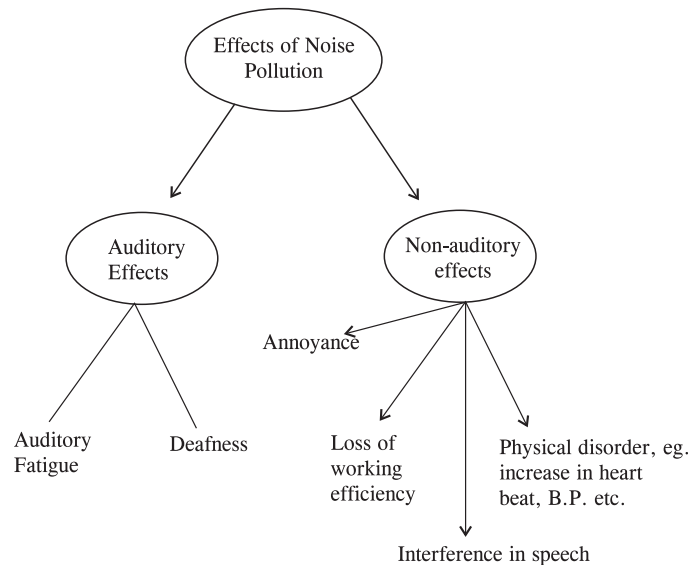 Effects of Noise
Pollution
Auditory
Effects
Non-auditory
effects
Auditory
Fatigue
Deafness
Annoyance
Loss of
working
efficiency
Interference in speech
Physical disorder, eg.
increase in heart
beat, B.P. etc.